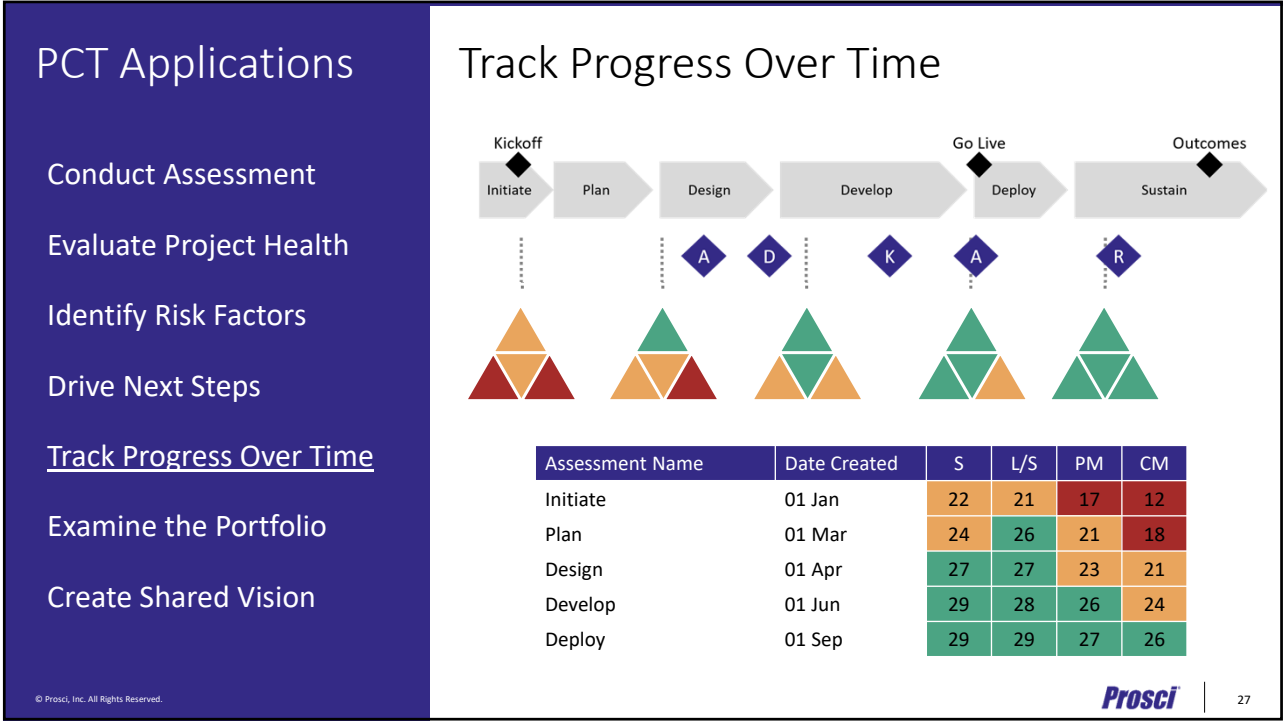 PCT Applications
Conduct Assessment
Evaluate Project Health
Identify Risk Factors
Drive Next Steps
Track Progress Over Time
Examine the Portfolio
Create Shared Vision
© Prosci, Inc. All Rights Reserved.
Track Progress Over Time
Kickoff Go Live Outcomes
Initiate Plan Design Develop Deploy Sustain
A D K A R
Assessment Name Date Created S L/S PM CM
Initiate 01 Jan 22 21 17 12
Plan 01 Mar 24 26 21 18
Design 01 Apr 27 27 23 21
Develop 01 Jun 29 28 26 24
Deploy 01 Sep 29 29 27 26
Prosci 27